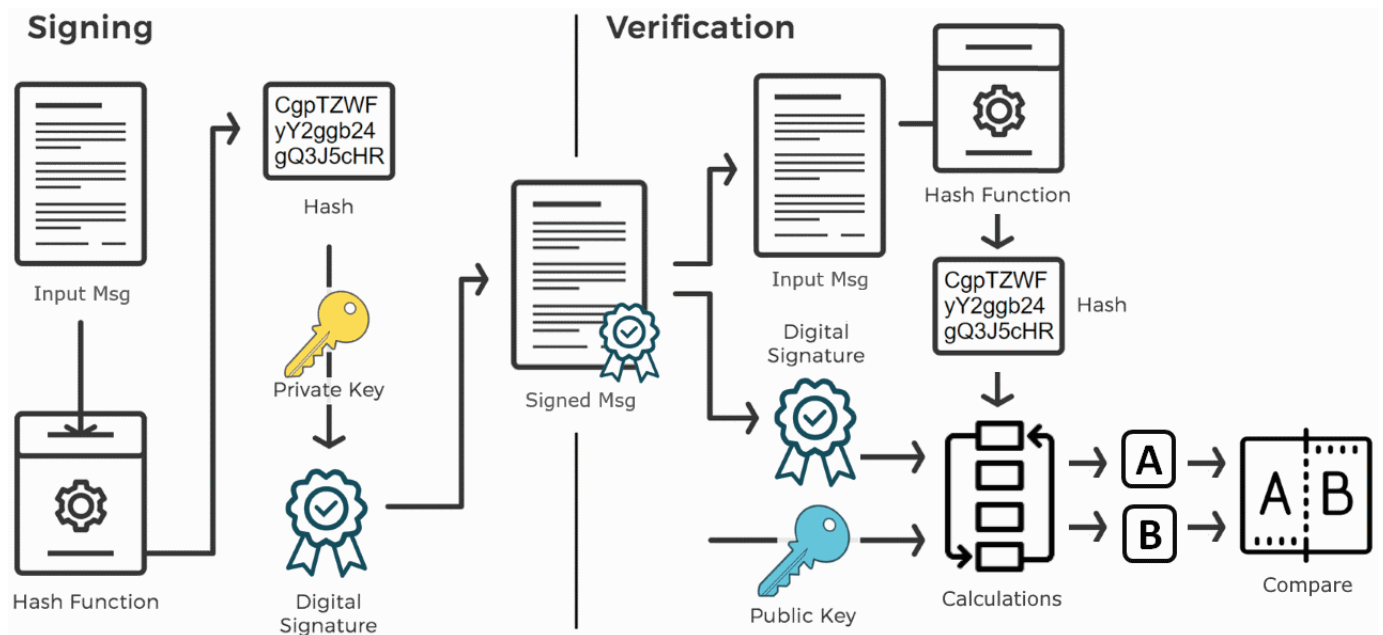 Signing
Input Msg
Hash Function
CgpTZWF
yY2ggb24
gQ3J5cHR
Hash
Private Key
Digital
Signature
Signed Msg
Verification
Input Msg
Hash Function
CgpTZWF
yY2ggb24
gQ3J5cHR
Hash
Digital
Signature
Public Key
Calculations
A
B
A B
Compare